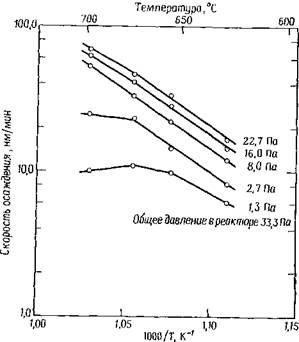 Температура, °С
700
650
600
100,0
10,0
1,0
Скорость осаждения, нм/мин
22,7 Па
16,0 Па
8,0 Па
2,7 Па
1,3 Па
Общее давление в реакторе 33,3 Па
1,00
1,05
1,10
1,15
1000/T, К⁻¹